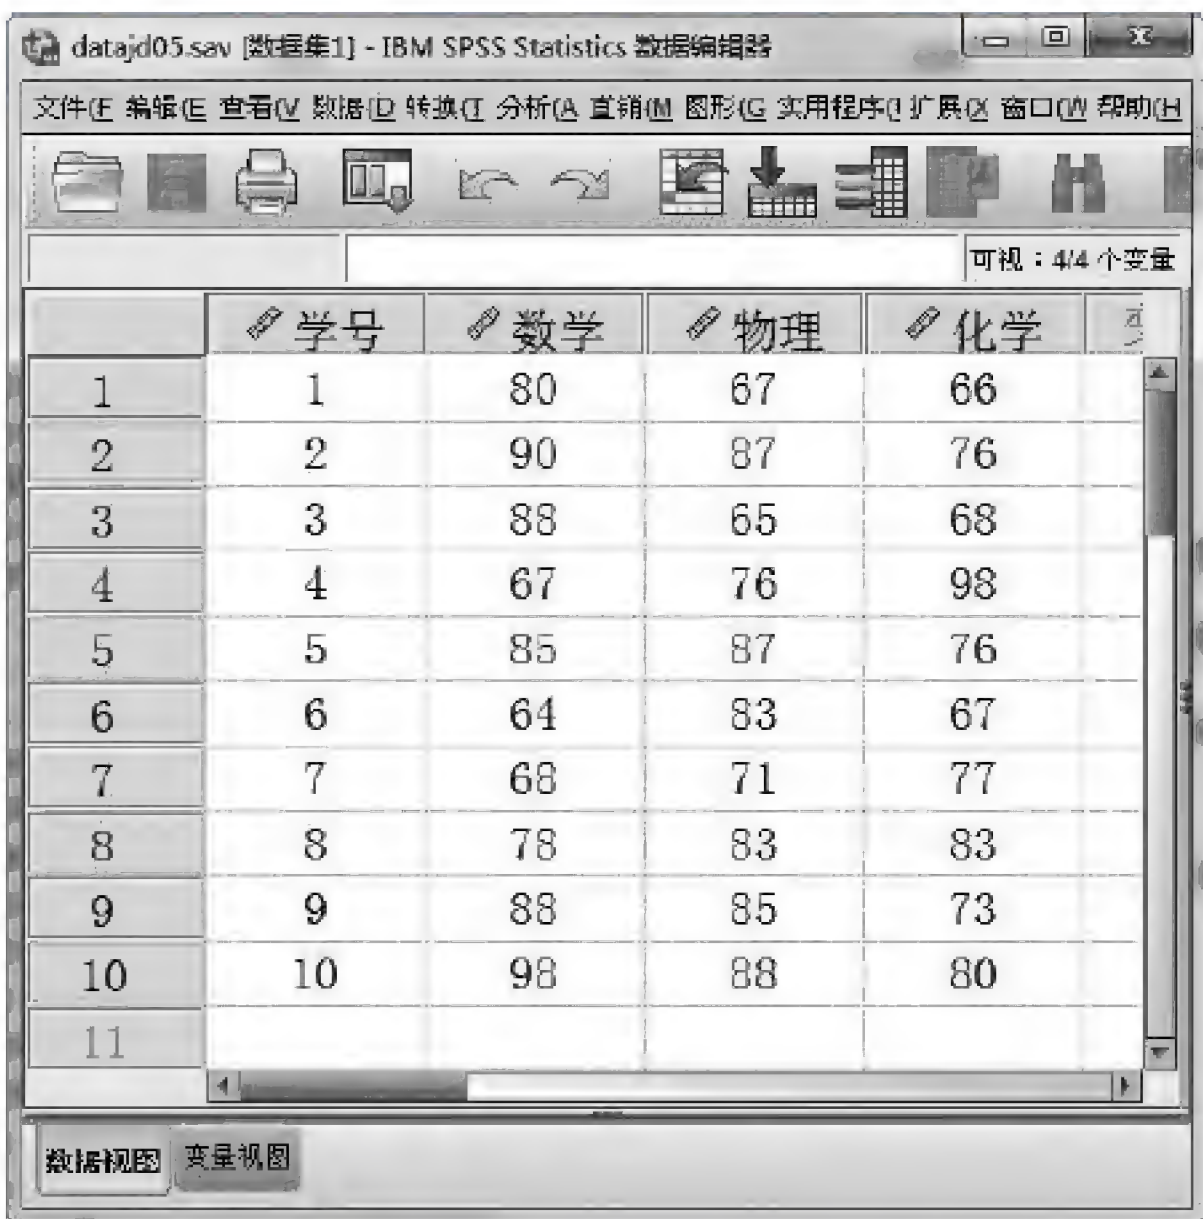 datajd05.sav [数据集1] - IBM SPSS Statistics 数据编辑器
文件(F 编辑(E 查看(V 数据(D 转换(T 分析(A 直销(M 图形(G 实用程序( 扩展(X 窗口(W 帮助(H
可视：4/4 个变量
学号 数学 物理 化学
1 1 80 67 66
2 2 90 87 76
3 3 88 65 68
4 4 67 76 98
5 5 85 87 76
6 6 64 83 67
7 7 68 71 77
8 8 78 83 83
9 9 88 85 73
10 10 98 88 80
11
数据视图 变量视图